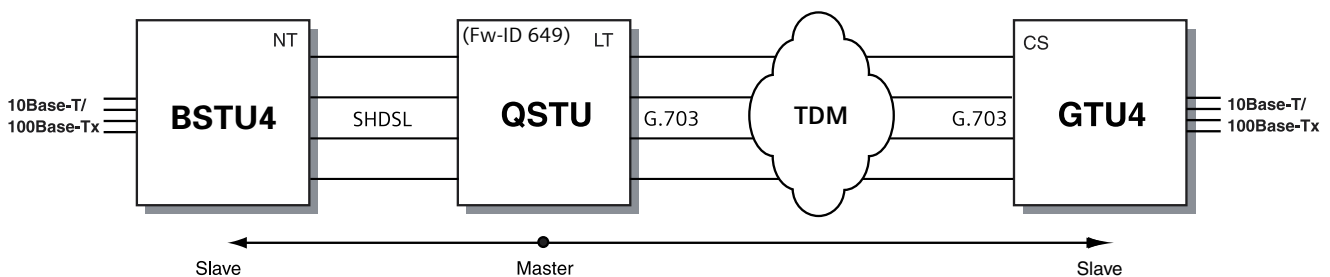 NT
(Fw-ID 649) LT
CS
10Base-T/
100Base-Tx
BSTU4
SHDSL
QSTU
G.703
TDM
G.703
GTU4
10Base-T/
100Base-Tx
Slave
Master
Slave